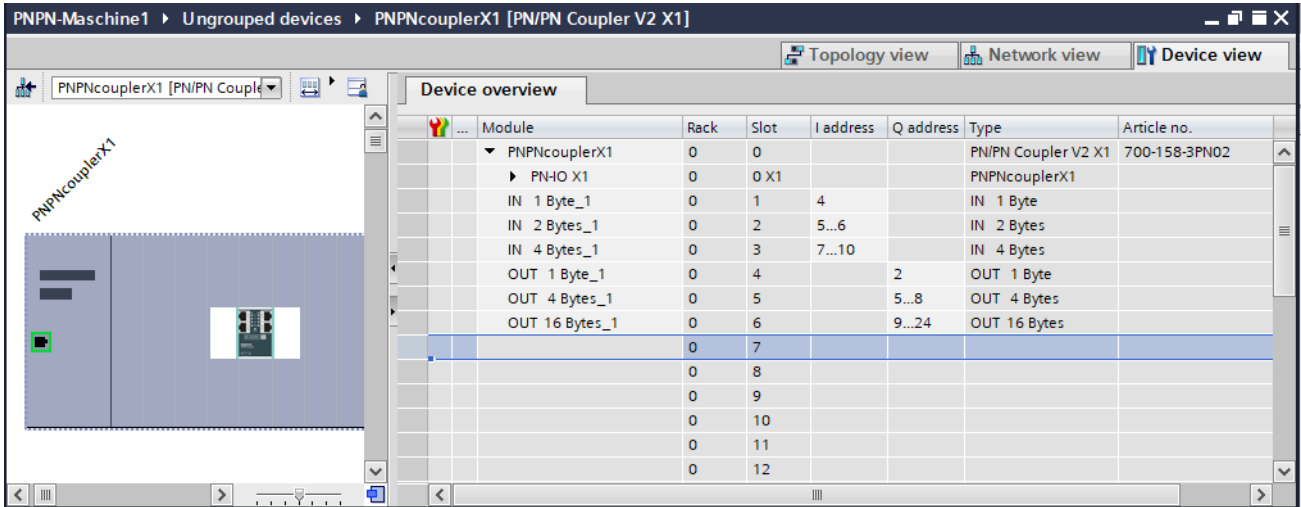 PNPN-Maschine1 ▸ Ungrouped devices ▸ PNPNcouplerX1 [PN/PN Coupler V2 X1]
Topology view Network view Device view
PNPNcouplerX1 [PN/PN Couple
Device overview
... Module Rack Slot I address Q address Type Article no.
PNPNcouplerX1 0 0 PN/PN Coupler V2 X1 700-158-3PN02
PN-IO X1 0 0 X1 PNPNcouplerX1
IN 1 Byte_1 0 1 4 IN 1 Byte
IN 2 Bytes_1 0 2 5...6 IN 2 Bytes
IN 4 Bytes_1 0 3 7...10 IN 4 Bytes
OUT 1 Byte_1 0 4 2 OUT 1 Byte
OUT 4 Bytes_1 0 5 5...8 OUT 4 Bytes
OUT 16 Bytes_1 0 6 9...24 OUT 16 Bytes
0 7
0 8
0 9
0 10
0 11
0 12
PNPNcouplerX1